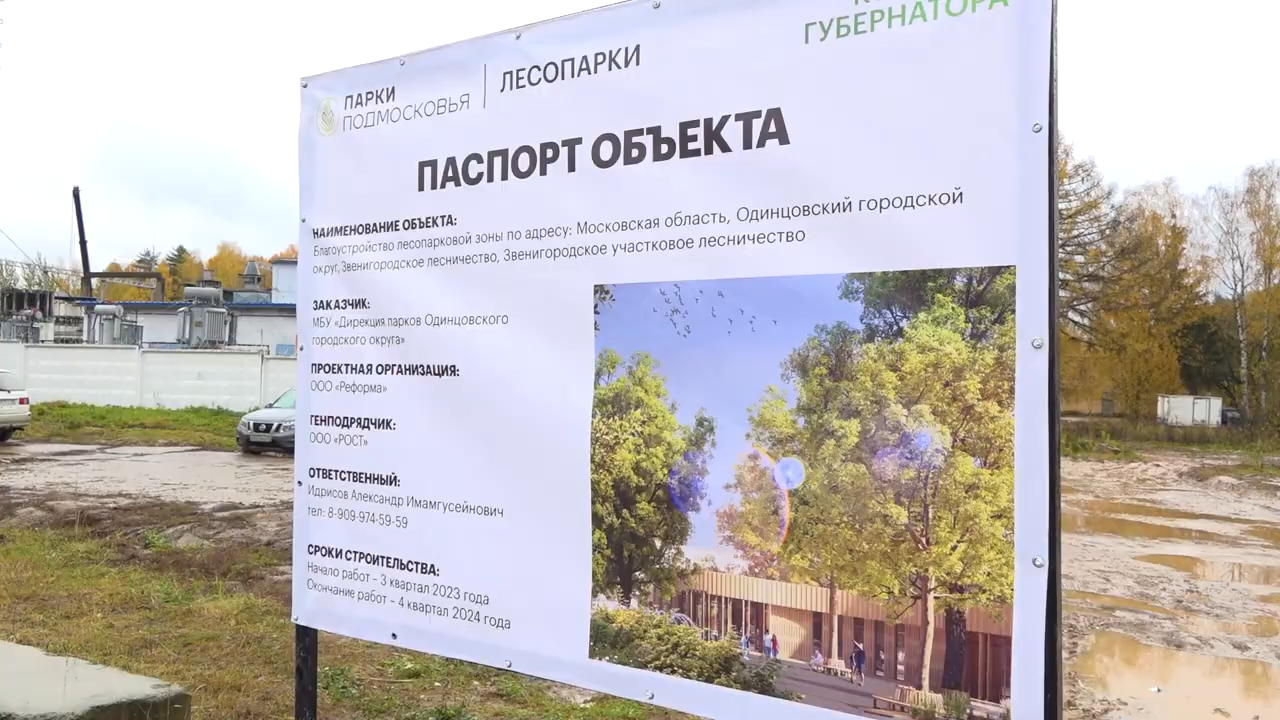 ГУБЕРНАТОРА
ПАРКИ
ПОДМОСКОВЬЯ
ЛЕСОПАРКИ
ПАСПОРТ ОБЪЕКТА
НАИМЕНОВАНИЕ ОБЪЕКТА:
Благоустройство лесопарковой зоны по адресу: Московская область, Одинцовский городской
округ, Звенигородское лесничество, Звенигородское участковое лесничество
ЗАКАЗЧИК:
МБУ «Дирекция парков Одинцовского
городского округа»
ПРОЕКТНАЯ ОРГАНИЗАЦИЯ:
ООО «Реформа»
ГЕНПОДРЯДЧИК:
ООО «РОСТ»
ОТВЕТСТВЕННЫЙ:
Идрисов Александр Имамгусейнович
тел: 8-909-974-59-59
СРОКИ СТРОИТЕЛЬСТВА:
Начало работ - 3 квартал 2023 года
Окончание работ - 4 квартал 2024 года